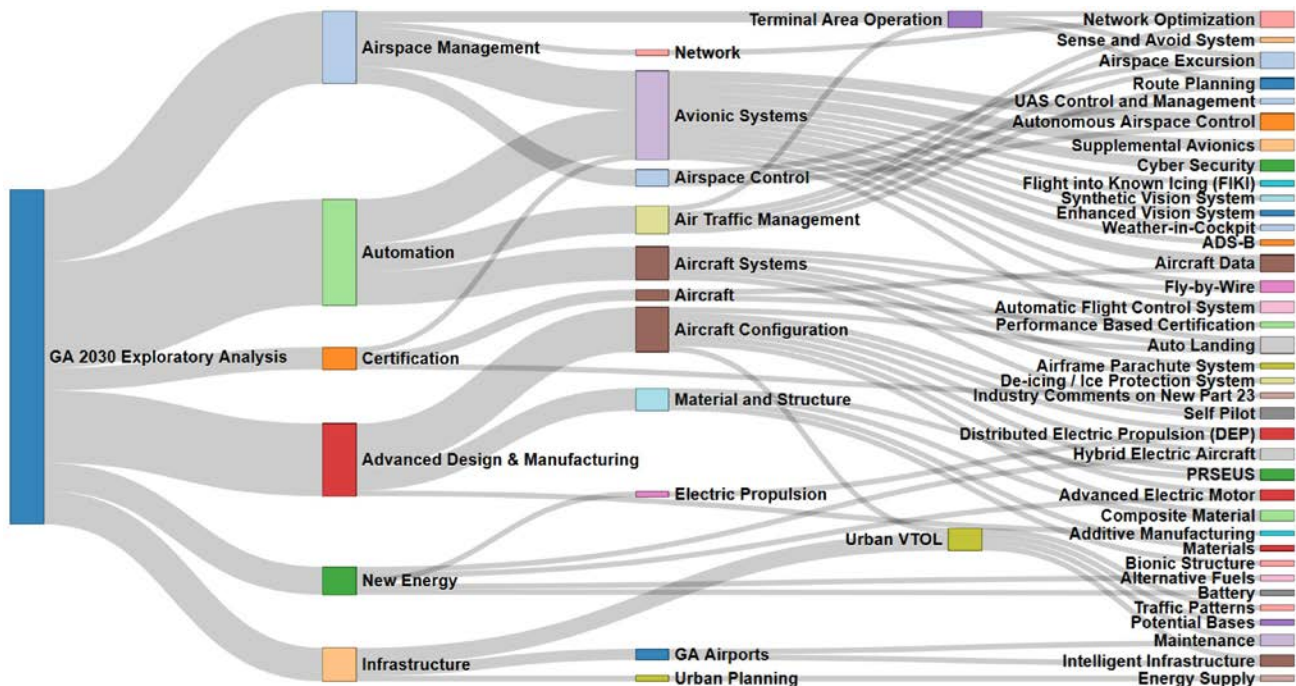 GA 2030 Exploratory Analysis
Airspace Management
Automation
Certification
Advanced Design & Manufacturing
New Energy
Infrastructure
Network
Avionic Systems
Airspace Control
Air Traffic Management
Aircraft Systems
Aircraft
Aircraft Configuration
Material and Structure
Electric Propulsion
GA Airports
Urban Planning
Terminal Area Operation
Urban VTOL
Network Optimization
Sense and Avoid System
Airspace Excursion
Route Planning
UAS Control and Management
Autonomous Airspace Control
Supplemental Avionics
Cyber Security
Flight into Known Icing (FIKI)
Synthetic Vision System
Enhanced Vision System
Weather-in-Cockpit
ADS-B
Aircraft Data
Fly-by-Wire
Automatic Flight Control System
Performance Based Certification
Auto Landing
Airframe Parachute System
De-icing / Ice Protection System
Industry Comments on New Part 23
Self Pilot
Distributed Electric Propulsion (DEP)
Hybrid Electric Aircraft
PRSEUS
Advanced Electric Motor
Composite Material
Additive Manufacturing
Materials
Bionic Structure
Alternative Fuels
Battery
Traffic Patterns
Potential Bases
Maintenance
Intelligent Infrastructure
Energy Supply